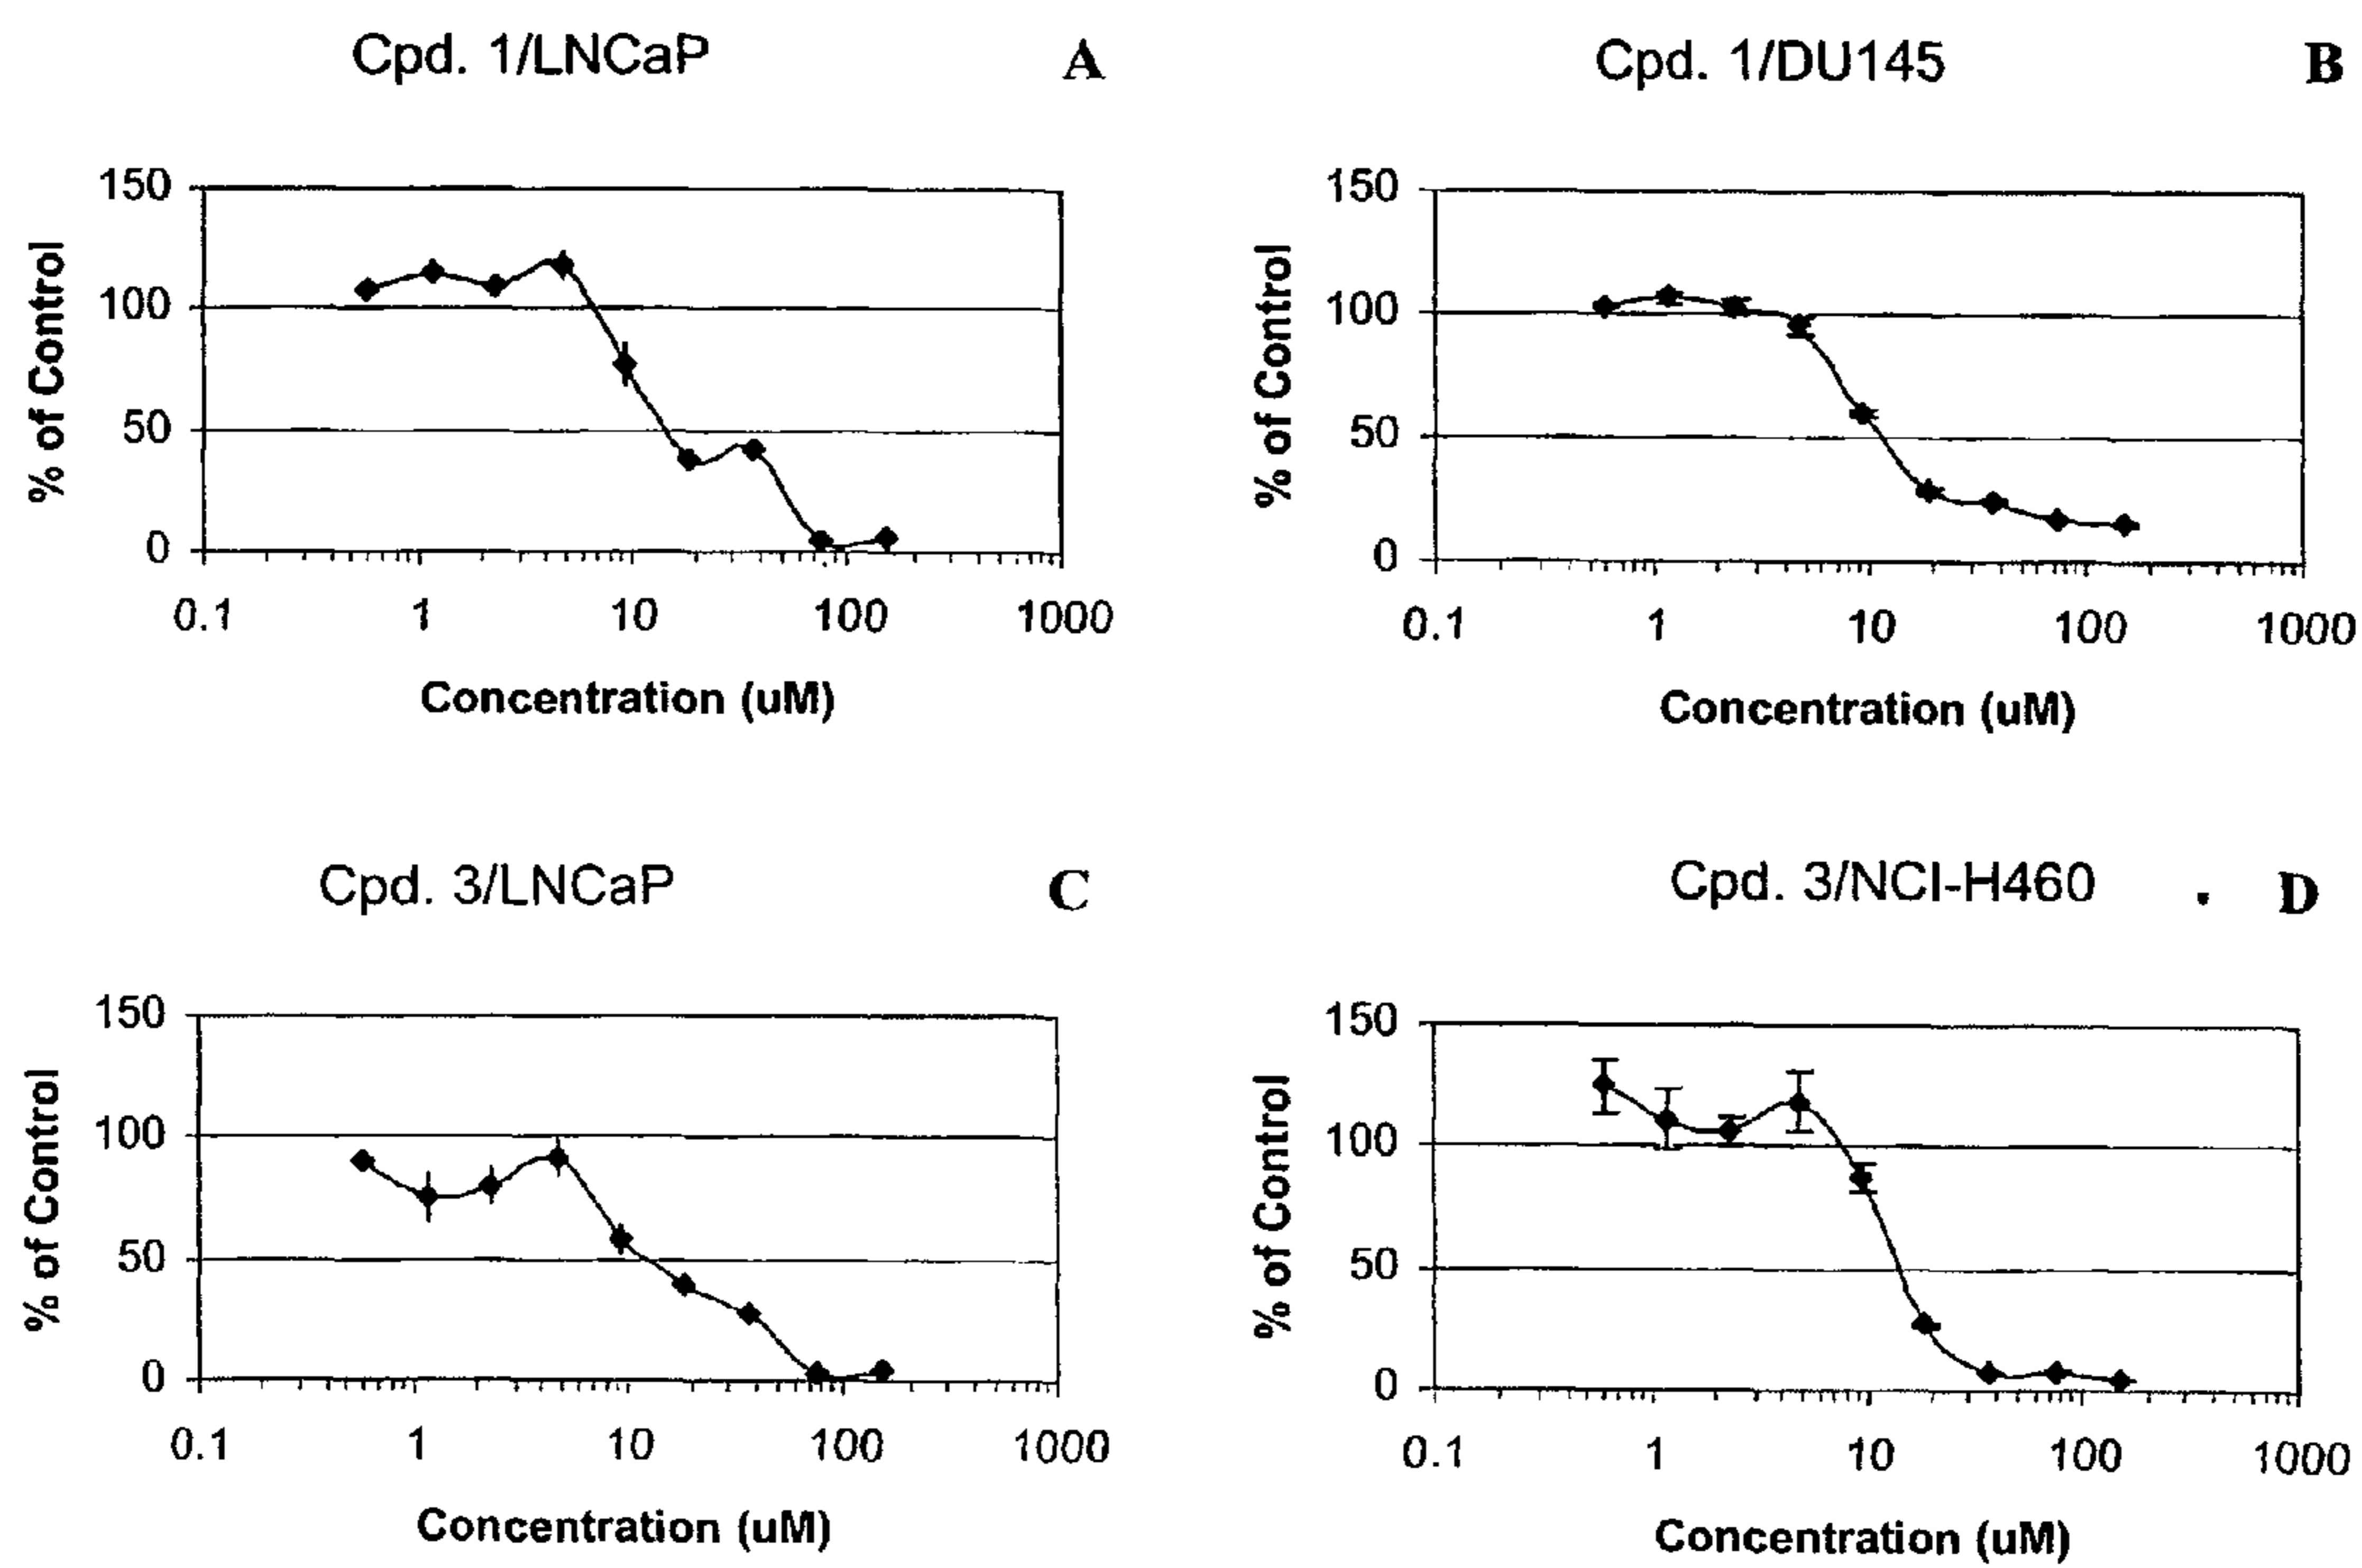 Cpd. 1/LNCaP A
150
100
50
0
% of Control
0.1 1 10 100 1000
Concentration (uM)
Cpd. 1/DU145 B
150
100
50
0
% of Control
0.1 1 10 100 1000
Concentration (uM)
Cpd. 3/LNCaP C
150
100
50
0
% of Control
0.1 1 10 100 1000
Concentration (uM)
Cpd. 3/NCI-H460 D
150
100
50
0
% of Control
0.1 1 10 100 1000
Concentration (uM)